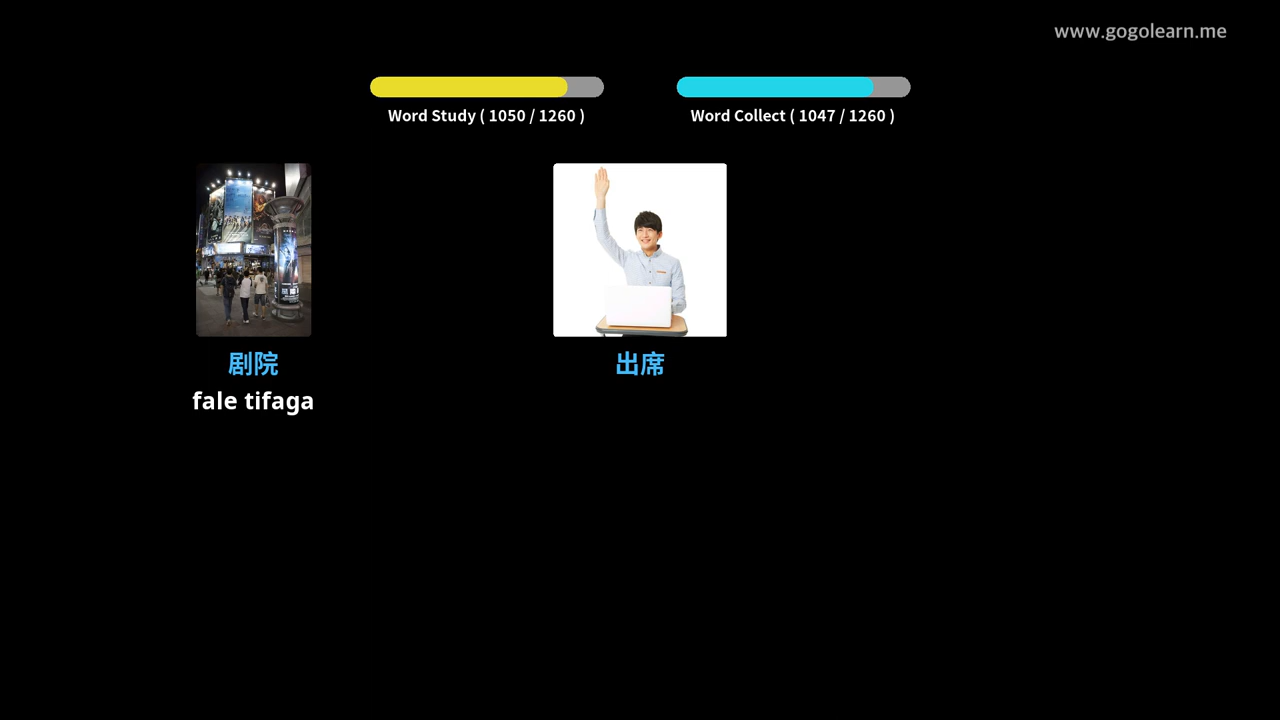 www.gogolearn.me
Word Study ( 1050 / 1260 )
Word Collect ( 1047 / 1260 )
剧院
fale tifaga
出席